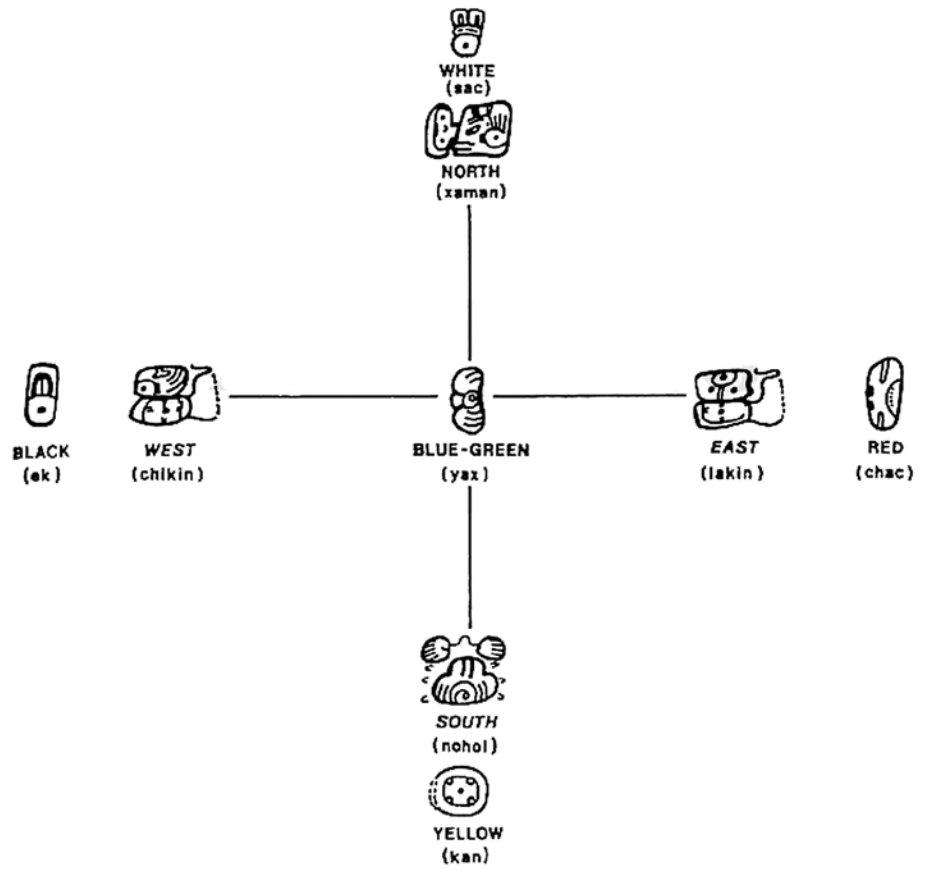 WHITE
(sac)
NORTH
(xaman)
BLACK
(ek)
WEST
(chikin)
BLUE-GREEN
(yax)
EAST
(lakin)
RED
(chac)
SOUTH
(nohol)
YELLOW
(kan)